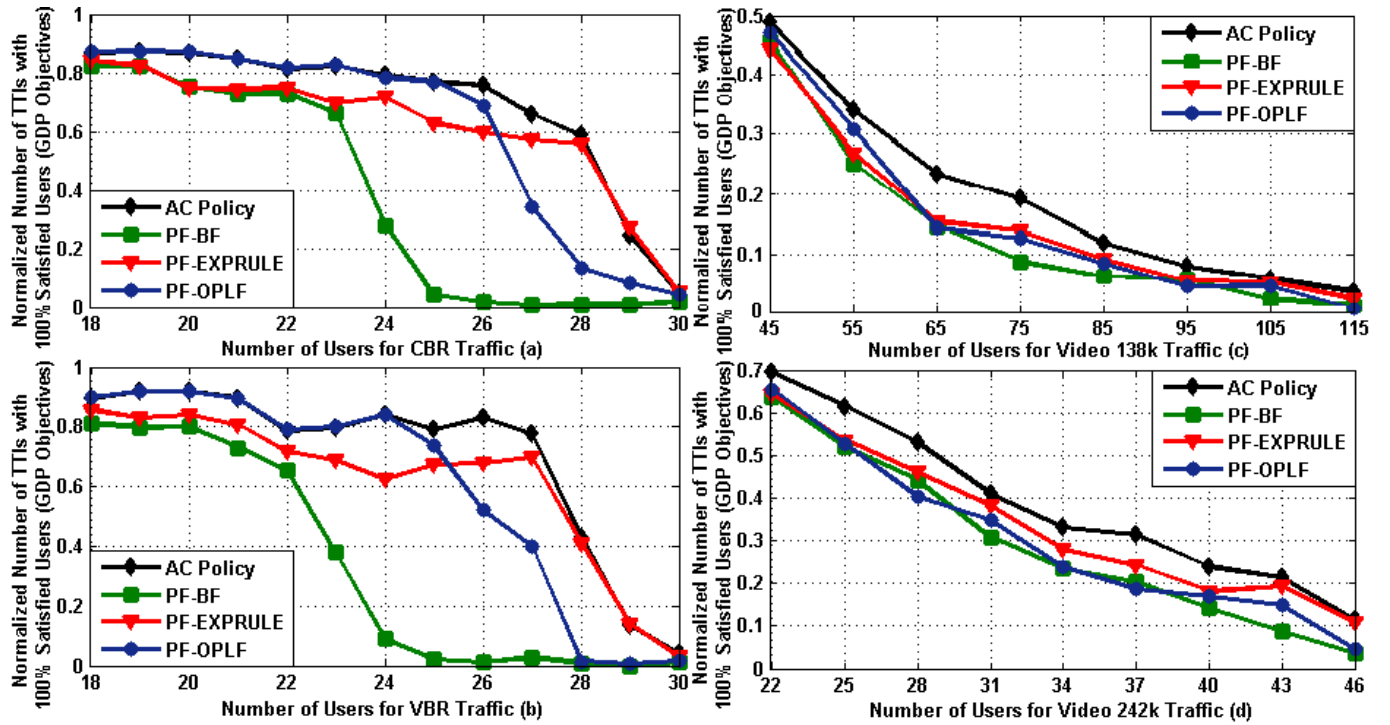 Normalized Number of TTIs with
100% Satisfied Users (GDP Objectives)
1
0.8
0.6
0.4
0.2
0
AC Policy
PF-BF
PF-EXPRULE
PF-OPLF
18 20 22 24 26 28 30
Number of Users for CBR Traffic (a)
Normalized Number of TTIs with
100% Satisfied Users (GDP Objectives)
0.5
0.4
0.3
0.2
0.1
0
AC Policy
PF-BF
PF-EXPRULE
PF-OPLF
45 55 65 75 85 95 105 115
Number of Users for Video 138k Traffic (c)
Normalized Number of TTIs with
100% Satisfied Users (GDP Objectives)
1
0.8
0.6
0.4
0.2
0
AC Policy
PF-BF
PF-EXPRULE
PF-OPLF
18 20 22 24 26 28 30
Number of Users for VBR Traffic (b)
Normalized Number of TTIs with
100% Satisfied Users (GDP Objectives)
0.7
0.6
0.5
0.4
0.3
0.2
0.1
0
AC Policy
PF-BF
PF-EXPRULE
PF-OPLF
22 25 28 31 34 37 40 43 46
Number of Users for Video 242k Traffic (d)